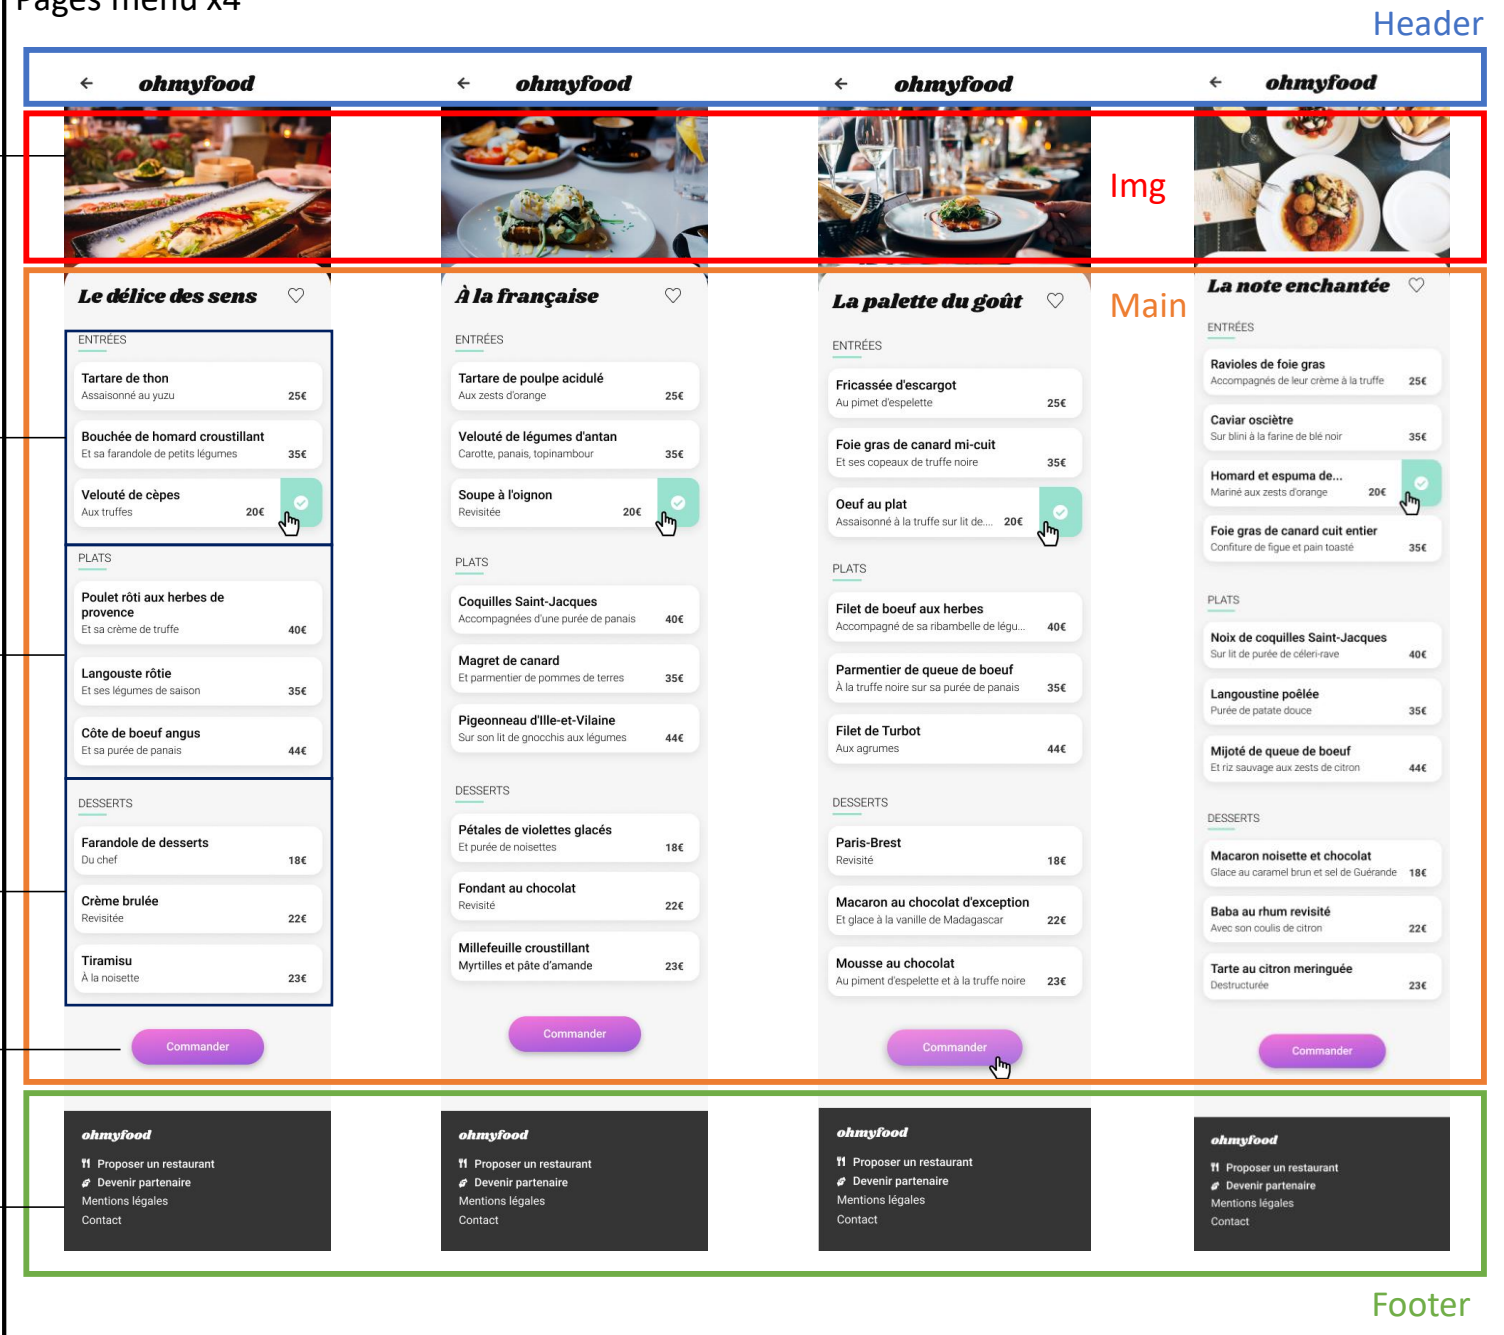 Pages menu x4
Header
ohmyfood
ohmyfood
ohmyfood
ohmyfood
Img
Main
Le délice des sens
ENTRÉES
Tartare de thon
Assaisonné au yuzu 25€
Bouchée de homard croustillant
Et sa farandole de petits légumes 35€
Velouté de cèpes
Aux truffes 20€
PLATS
Poulet rôti aux herbes de
provence
Et sa crème de truffe 40€
Langouste rôtie
Et ses légumes de saison 35€
Côte de boeuf angus
Et sa purée de panais 44€
DESSERTS
Farandole de desserts
Du chef 18€
Crème brulée
Revisitée 22€
Tiramisu
À la noisette 23€
Commander
ohmyfood
Proposer un restaurant
Devenir partenaire
Mentions légales
Contact
À la française
ENTRÉES
Tartare de poulpe acidulé
Aux zests d'orange 25€
Velouté de légumes d'antan
Carotte, panais, topinambour 35€
Soupe à l'oignon
Revisitée 20€
PLATS
Coquilles Saint-Jacques
Accompagnées d'une purée de panais 40€
Magret de canard
Et parmentier de pommes de terres 35€
Pigeonneau d'Ille-et-Vilaine
Sur son lit de gnocchis aux légumes 44€
DESSERTS
Pétales de violettes glacés
Et purée de noisettes 18€
Fondant au chocolat
Revisité 22€
Millefeuille croustillant
Myrtilles et pâte d'amande 23€
Commander
ohmyfood
Proposer un restaurant
Devenir partenaire
Mentions légales
Contact
La palette du goût
ENTRÉES
Fricassée d'escargot
Au pimet d'espelette 25€
Foie gras de canard mi-cuit
Et ses copeaux de truffe noire 35€
Oeuf au plat
Assaisonné à la truffe sur lit de.... 20€
PLATS
Filet de boeuf aux herbes
Accompagné de sa ribambelle de légu... 40€
Parmentier de queue de boeuf
À la truffe noire sur sa purée de panais 35€
Filet de Turbot
Aux agrumes 44€
DESSERTS
Paris-Brest
Revisité 18€
Macaron au chocolat d'exception
Et glace à la vanille de Madagascar 22€
Mousse au chocolat
Au piment d'espelette et à la truffe noire 23€
Commander
ohmyfood
Proposer un restaurant
Devenir partenaire
Mentions légales
Contact
La note enchantée
ENTRÉES
Ravioles de foie gras
Accompagnés de leur crème à la truffe 25€
Caviar osciètre
Sur blini à la farine de blé noir 35€
Homard et espuma de...
Mariné aux zests d'orange 20€
Foie gras de canard cuit entier
Confiture de figue et pain toasté 35€
PLATS
Noix de coquilles Saint-Jacques
Sur lit de purée de céleri-rave 40€
Langoustine poêlée
Purée de patate douce 35€
Mijoté de queue de boeuf
Et riz sauvage aux zests de citron 44€
DESSERTS
Macaron noisette et chocolat
Glace au caramel brun et sel de Guérande 18€
Baba au rhum revisité
Avec son coulis de citron 22€
Tarte au citron meringuée
Destructurée 23€
Commander
ohmyfood
Proposer un restaurant
Devenir partenaire
Mentions légales
Contact
Footer